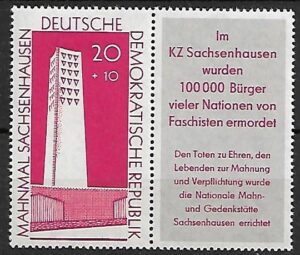 DEUTSCHE
DEMOKRATISCHE REPUBLIK
MAHNMAL SACHSENHAUSEN
20
+ 10
Im
KZ Sachsenhausen
wurden
100 000 Bürger
vieler Nationen von
Faschisten ermordet
Den Toten zu Ehren, den
Lebenden zur Mahnung
und Verpflichtung wurde
die Nationale Mahn-
und Gedenkstätte
Sachsenhausen errichtet